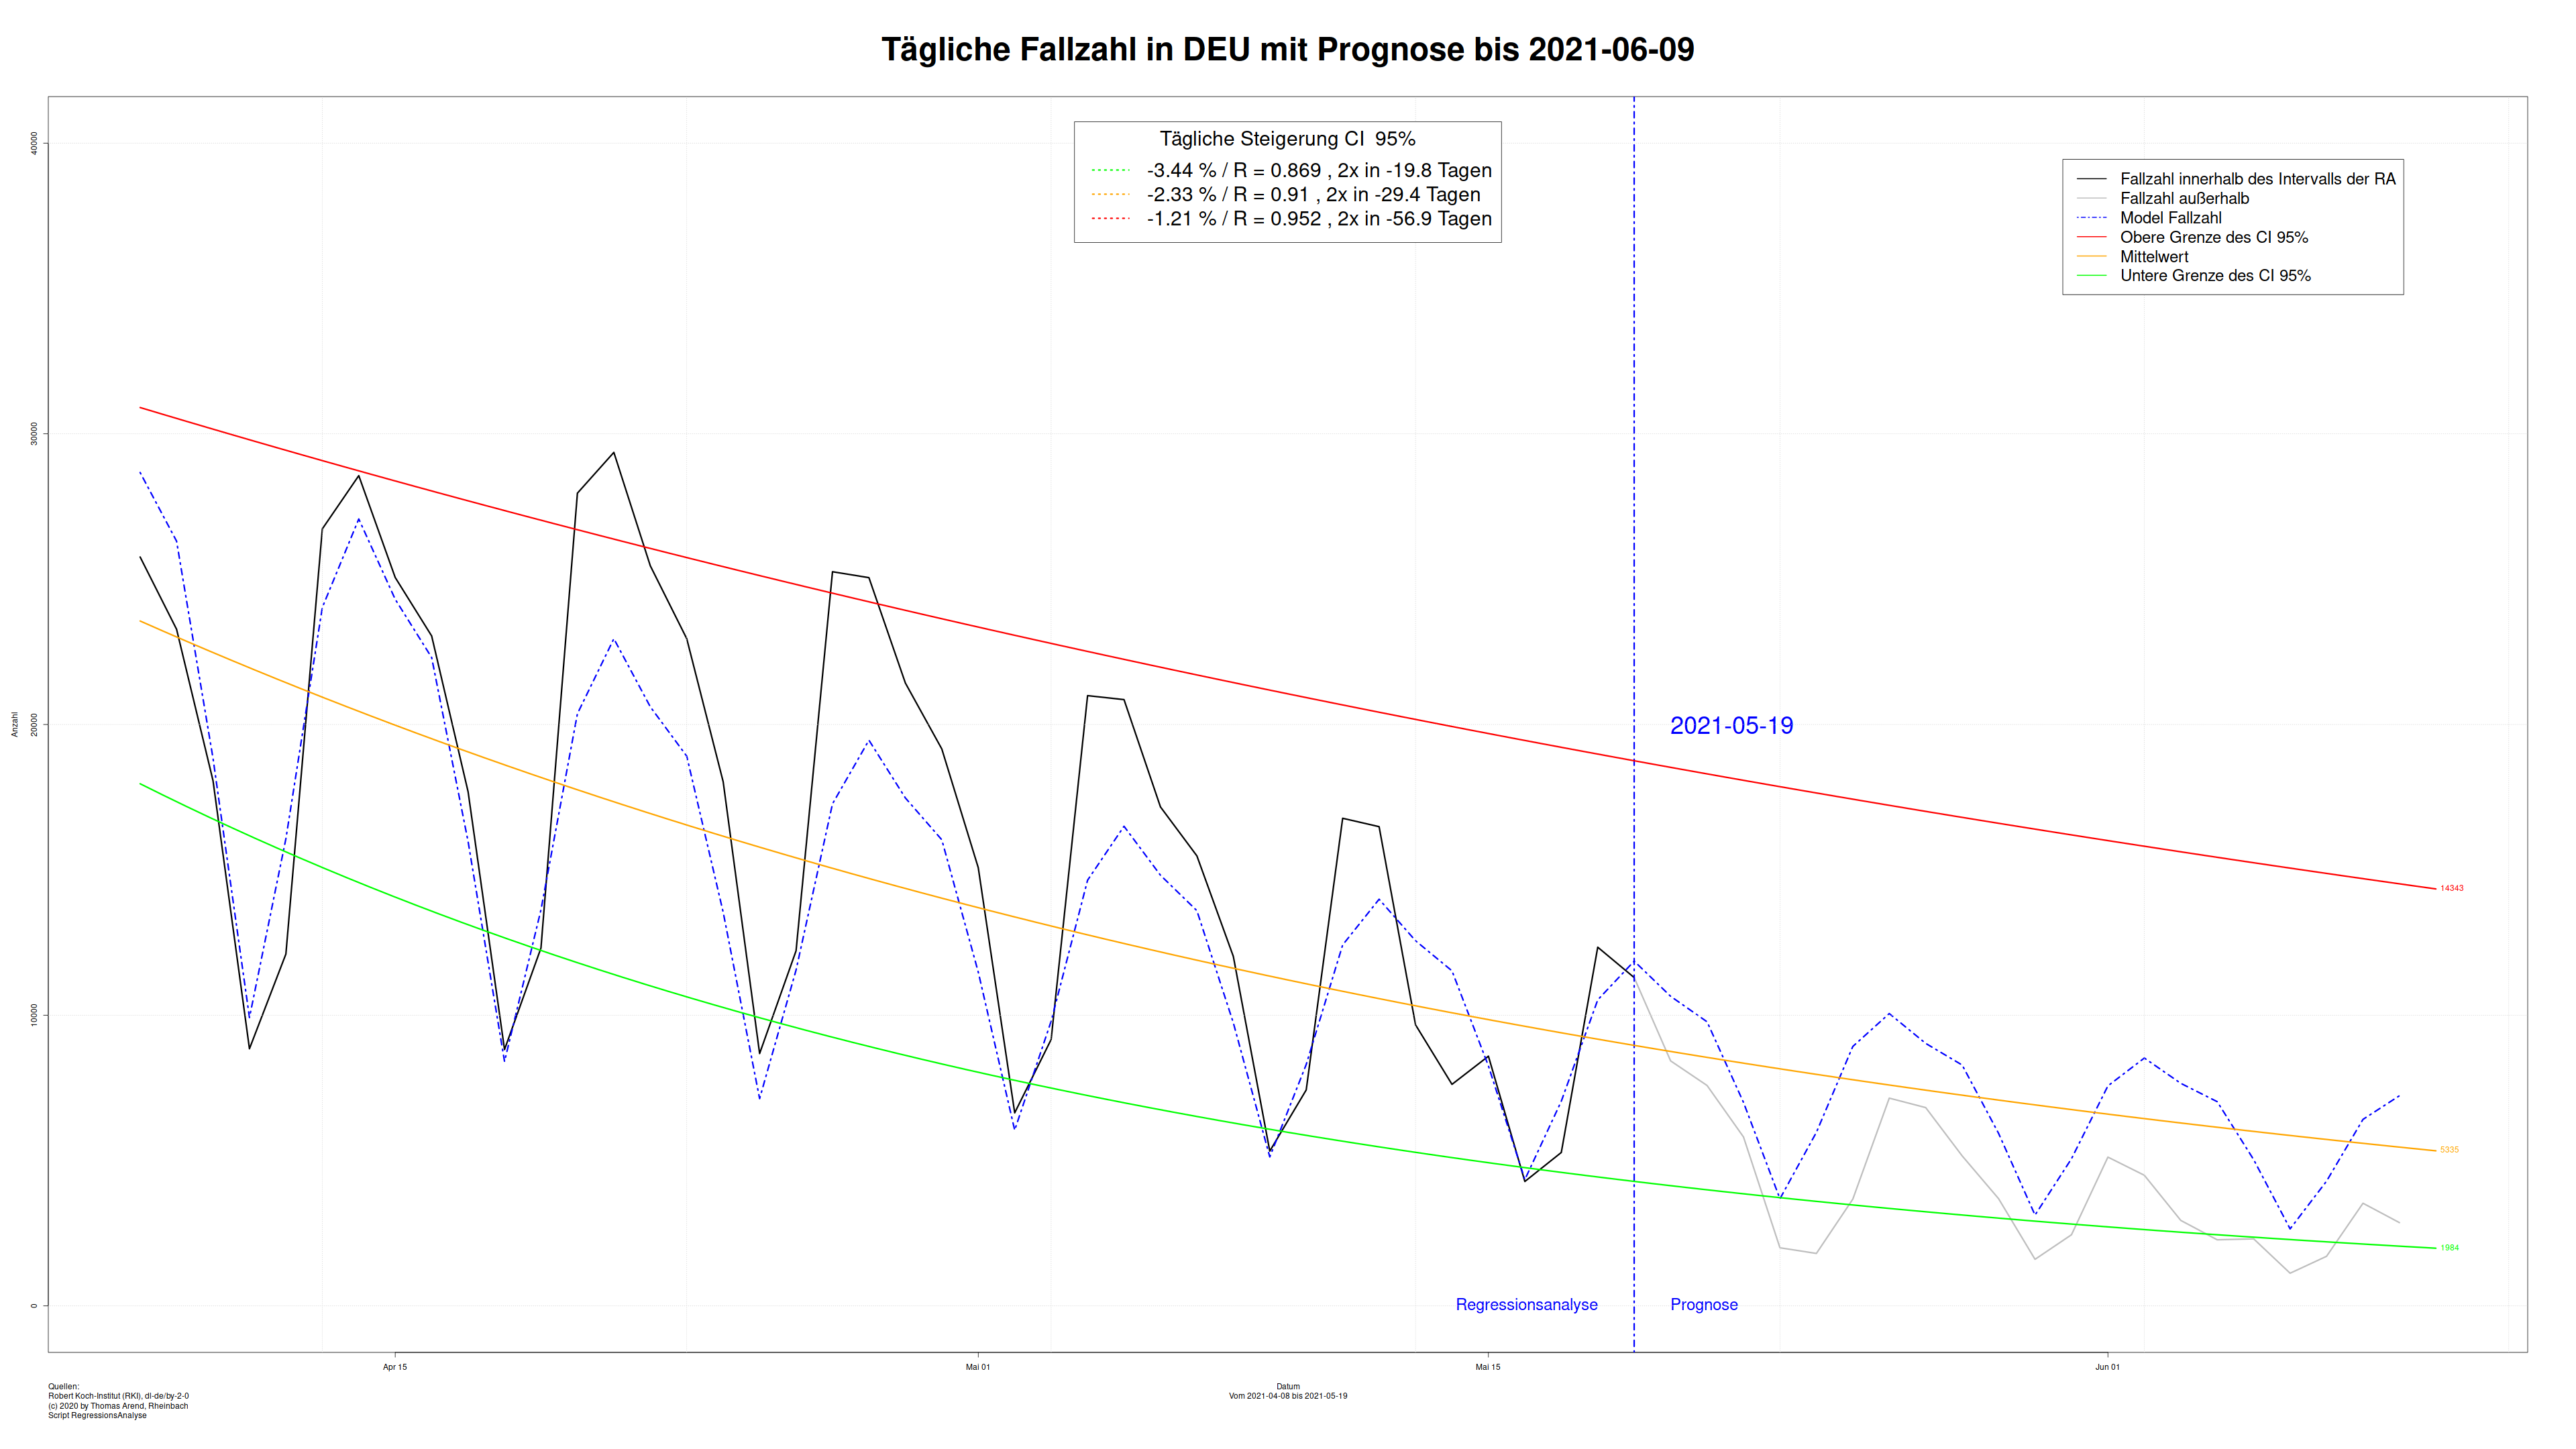 Tägliche Fallzahl in DEU mit Prognose bis 2021-06-09
Tägliche Steigerung CI  95%
-3.44 % / R = 0.869 , 2x in -19.8 Tagen
-2.33 % / R = 0.91 , 2x in -29.4 Tagen
-1.21 % / R = 0.952 , 2x in -56.9 Tagen
Fallzahl innerhalb des Intervalls der RA
Fallzahl außerhalb
Model Fallzahl
Obere Grenze des CI 95%
Mittelwert
Untere Grenze des CI 95%
40000
30000
20000
10000
0
Anzahl
2021-05-19
14343
5335
1984
Regressionsanalyse
Prognose
Apr 15
Mai 01
Mai 15
Jun 01
Datum
Vom 2021-04-08 bis 2021-05-19
Quellen:
Robert Koch-Institut (RKI), dl-de/by-2-0
(c) 2020 by Thomas Arend, Rheinbach
Script RegressionsAnalyse